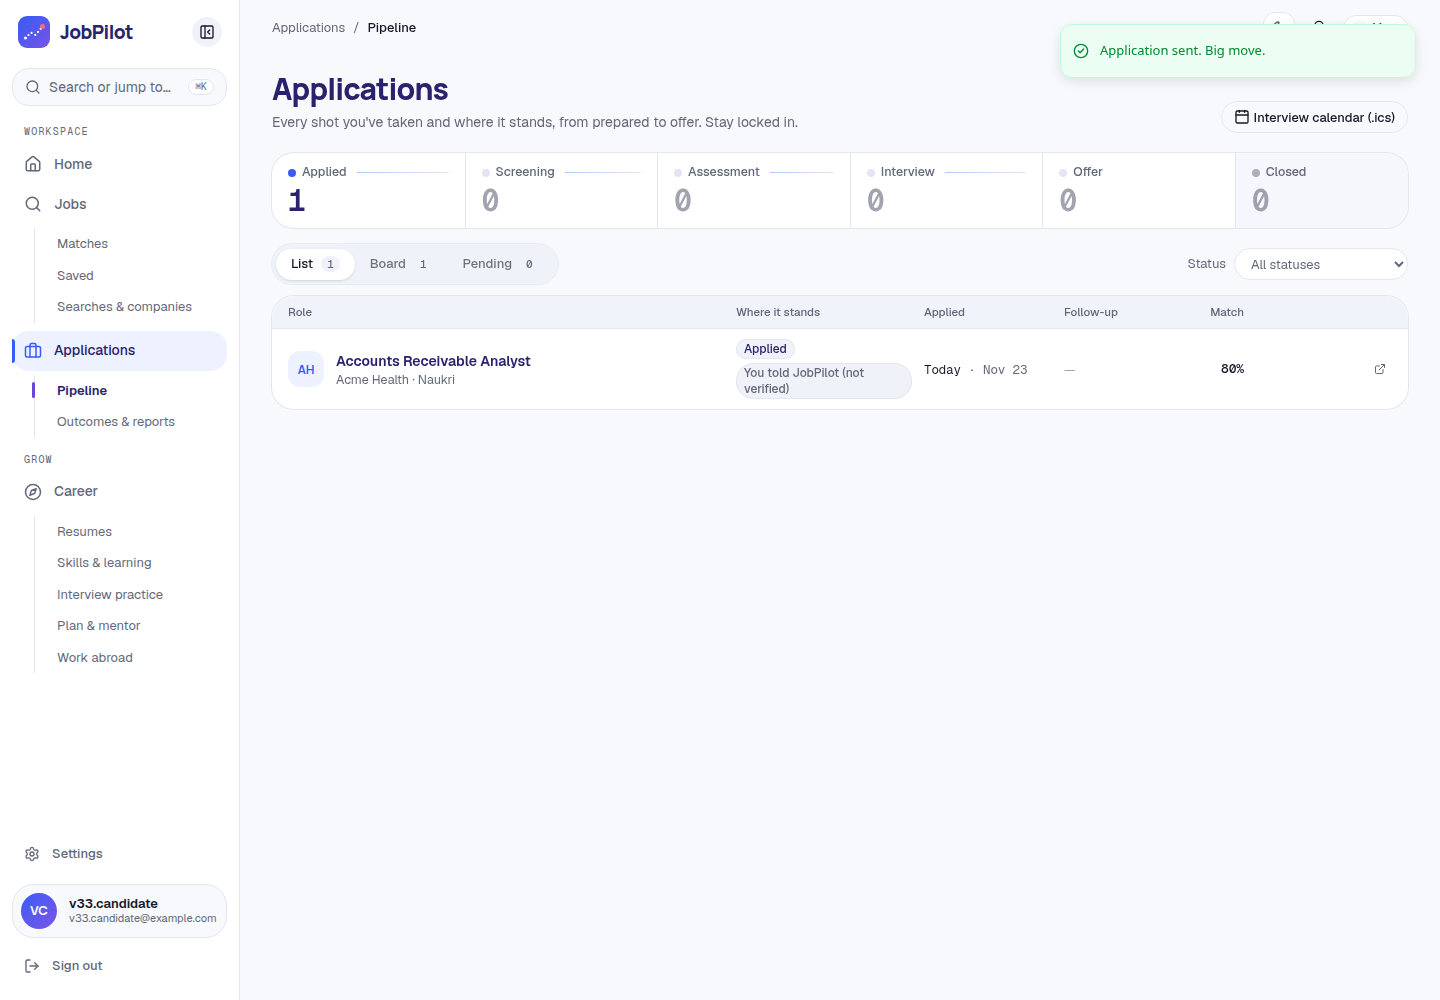 JobPilot
Applications / Pipeline
Application sent. Big move.
Search or jump to... ⌘K
Applications
Every shot you've taken and where it stands, from prepared to offer. Stay locked in.
Interview calendar (.ics)
WORKSPACE
Home
Jobs
Matches
Saved
Searches & companies
Applications
Pipeline
Outcomes & reports
GROW
Career
Resumes
Skills & learning
Interview practice
Plan & mentor
Work abroad
Settings
VC
v33.candidate
v33.candidate@example.com
Sign out
Applied Screening Assessment Interview Offer Closed
1 0 0 0 0 0
List 1 Board 1 Pending 0
Status All statuses
Role Where it stands Applied Follow-up Match
AH
Accounts Receivable Analyst
Acme Health · Naukri
Applied
You told JobPilot (not
verified)
Today · Nov 23
—
80%